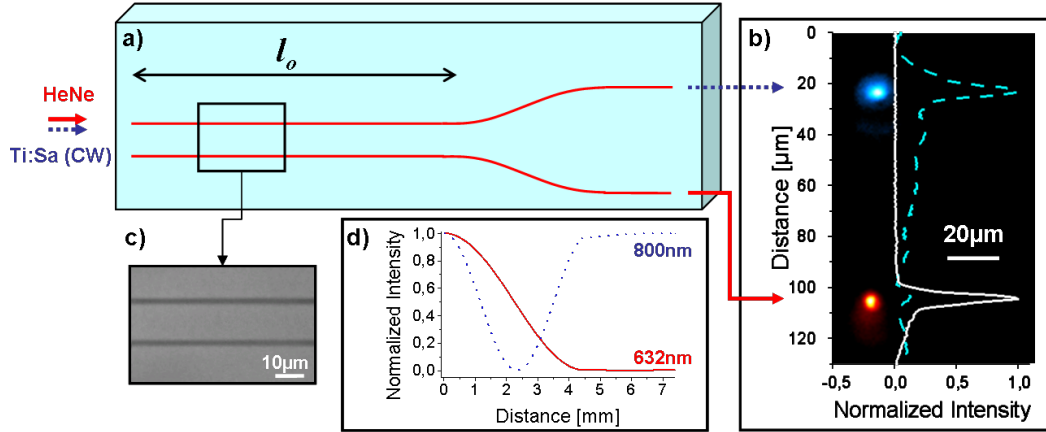 a)
lo
HeNe
Ti:Sa (CW)
c)
10µm
d)
Normalized Intensity
1,0
0,8
0,6
0,4
0,2
0,0
800nm
632nm
0 1 2 3 4 5 6 7
Distance [mm]
b)
Distance [µm]
0
20
40
60
80
100
120
20µm
-0,5 0,0 0,5 1,0
Normalized Intensity